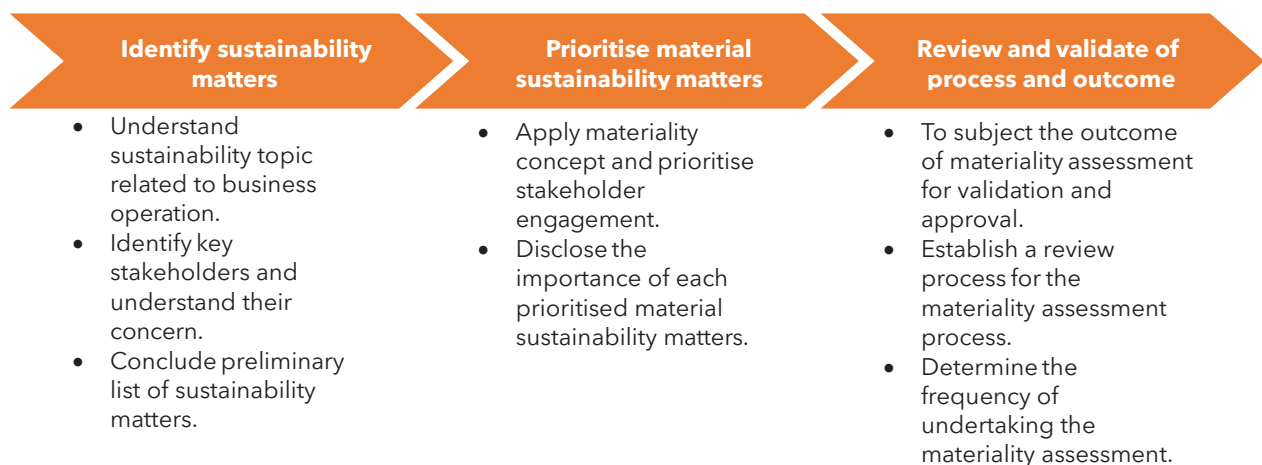 Identify sustainability
matters
• Understand
sustainability topic
related to business
operation.
• Identify key
stakeholders and
understand their
concern.
• Conclude preliminary
list of sustainability
matters.
Prioritise material
sustainability matters
• Apply materiality
concept and prioritise
stakeholder
engagement.
• Disclose the
importance of each
prioritised material
sustainability matters.
Review and validate of
process and outcome
• To subject the outcome
of materiality assessment
for validation and
approval.
• Establish a review
process for the
materiality assessment
process.
• Determine the
frequency of
undertaking the
materiality assessment.